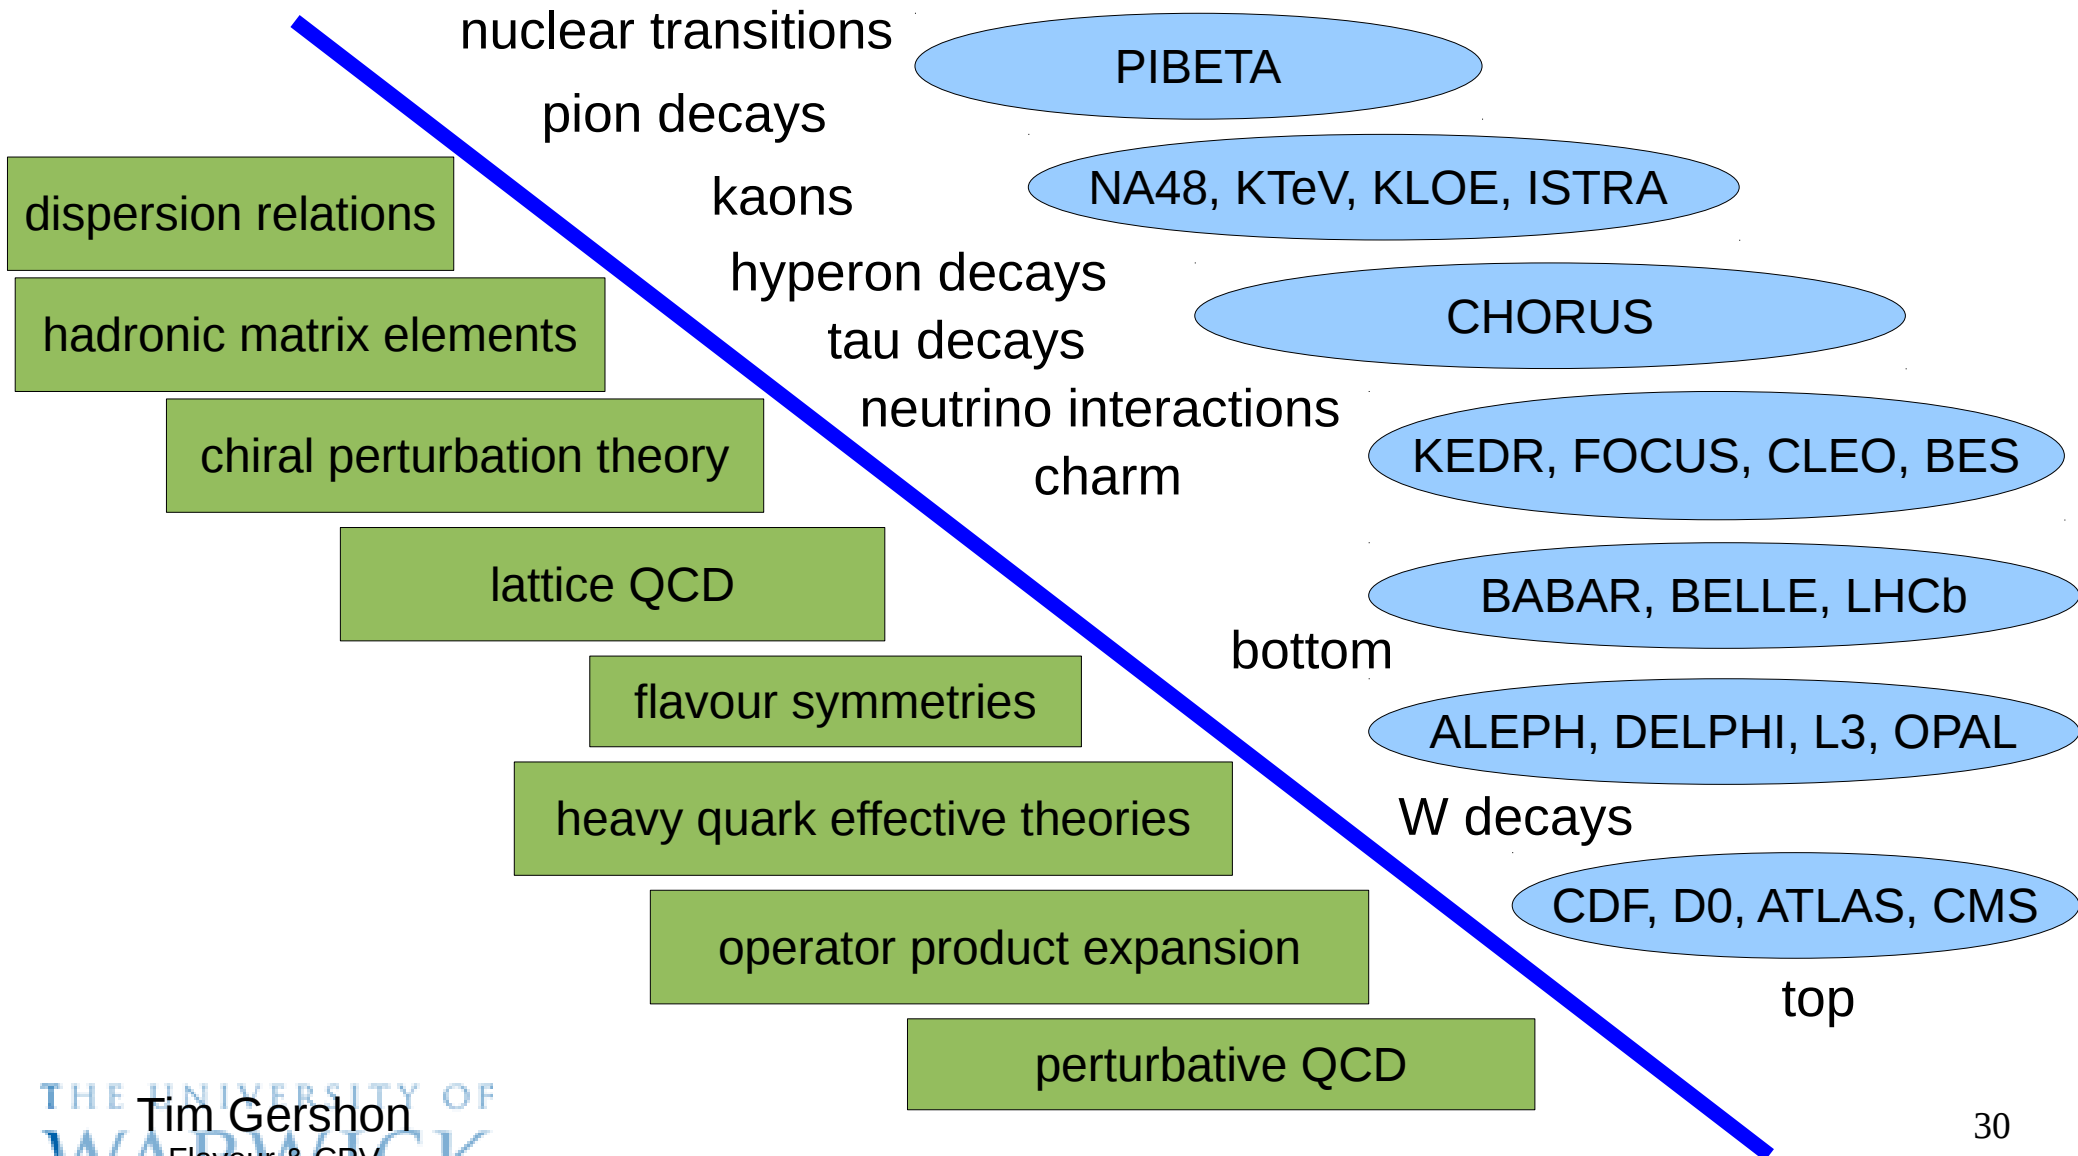 nuclear transitions
PIBETA
pion decays
NA48, KTeV, KLOE, ISTRA
kaons
dispersion relations
hyperon decays
CHORUS
hadronic matrix elements
tau decays
neutrino interactions
chiral perturbation theory
KEDR, FOCUS, CLEO, BES
charm
lattice QCD
BABAR, BELLE, LHCb
bottom
flavour symmetries
ALEPH, DELPHI, L3, OPAL
heavy quark effective theories
W decays
CDF, D0, ATLAS, CMS
operator product expansion
top
perturbative QCD
THE UNIVERSITY OF
Tim Gershon
WARWICK
Flavour & CPV
30